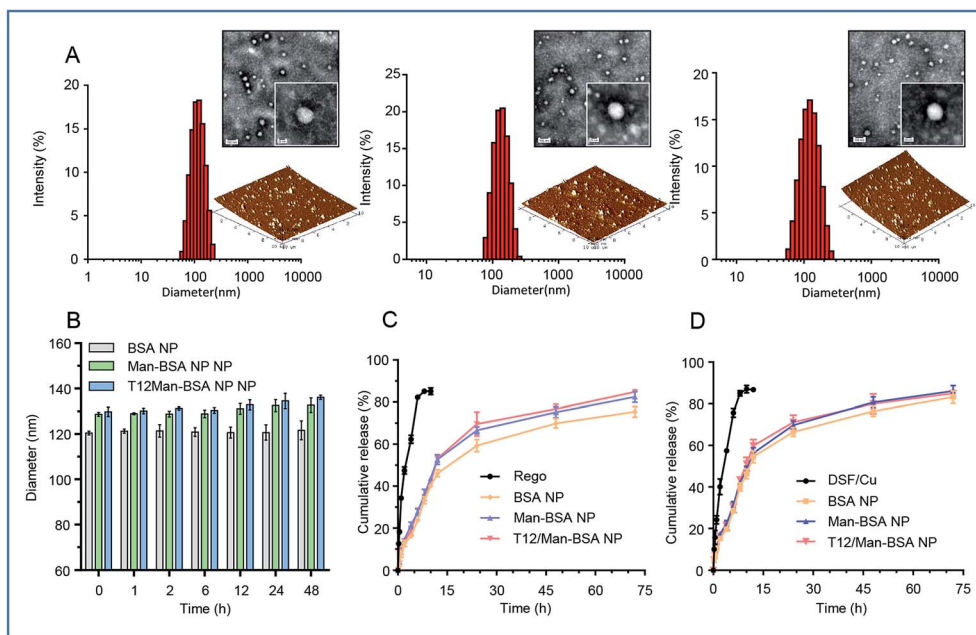 A
Intensity (%)
20
15
10
5
0
1
10
100
1000
10000
Diameter(nm)
Intensity (%)
25
20
15
10
5
0
10
100
1000
10000
Diameter(nm)
Intensity (%)
20
15
10
5
0
10
100
1000
10000
Diameter(nm)
B
BSA NP
Man-BSA NP NP
T12Man-BSA NP NP
Diameter (nm)
160
140
120
100
80
60
0 1 2 6 12 24 48
Time (h)
C
Cumulative release (%)
100
80
60
40
20
0
Rego
BSA NP
Man-BSA NP
T12/Man-BSA NP
0 15 30 45 60 75
Time (h)
D
Cumulative release (%)
100
80
60
40
20
0
DSF/Cu
BSA NP
Man-BSA NP
T12/Man-BSA NP
0 15 30 45 60 75
Time (h)